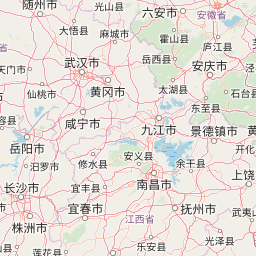 随州市
光山县
六安市
安徽省
大悟县
麻城市
霍山县
庐江县
武汉市
岳西县
安庆市
天门市
黄冈市
太湖县
仙桃市
石台县
东至县
咸宁市
九江市
景德镇市
岳阳市
开化
修水县
安义县
汨罗市
余干县
南昌市
上饶
长沙市
宜丰县
株洲市
宜春市
抚州市
武夷山
江西省
攸县
莲花县
乐安县
光泽县